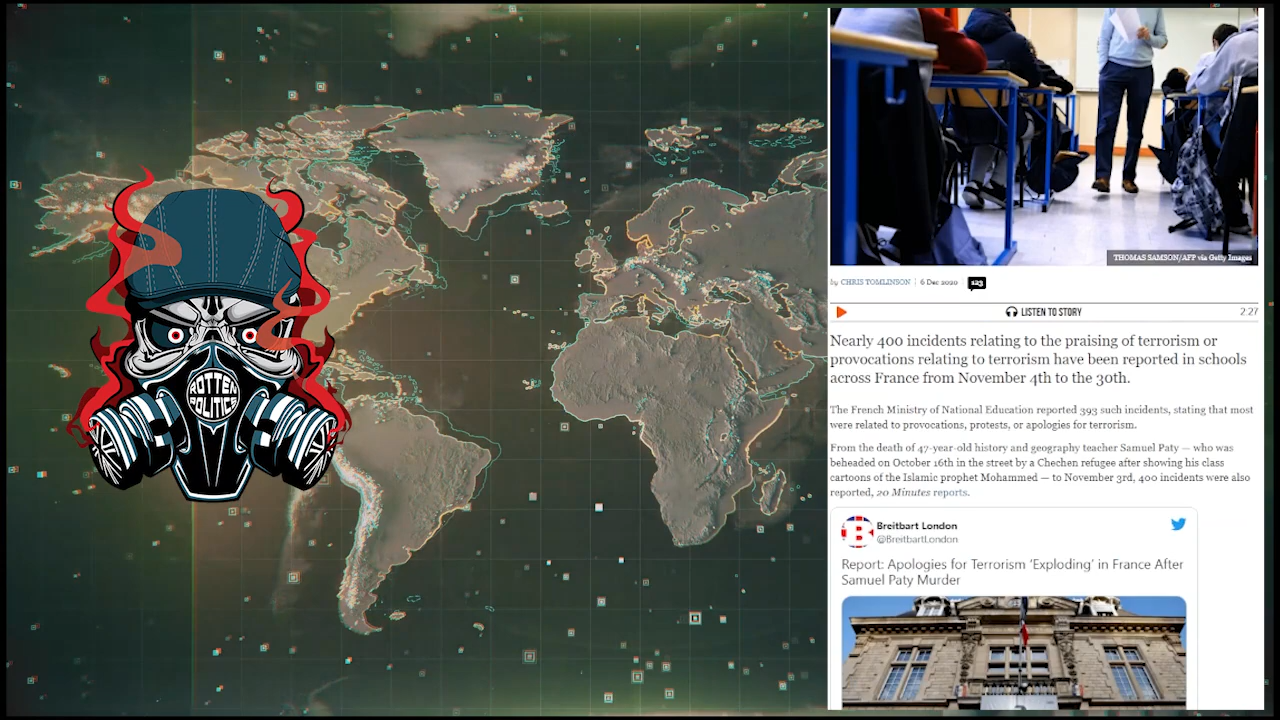 ROTTEN
POLITICS
THOMAS SAMSON/AFP via Getty Images
by CHRIS TOMLINSON | 6 Dec 2020 | 123
LISTEN TO STORY 2:27
Nearly 400 incidents relating to the praising of terrorism or
provocations relating to terrorism have been reported in schools
across France from November 4th to the 30th.
The French Ministry of National Education reported 393 such incidents, stating that most
were related to provocations, protests, or apologies for terrorism.
From the death of 47-year-old history and geography teacher Samuel Paty — who was
beheaded on October 16th in the street by a Chechen refugee after showing his class
cartoons of the Islamic prophet Mohammed — to November 3rd, 400 incidents were also
reported, 20 Minutes reports.
B
Breitbart London
@BreitbartLondon
Report: Apologies for Terrorism ‘Exploding’ in France After
Samuel Paty Murder